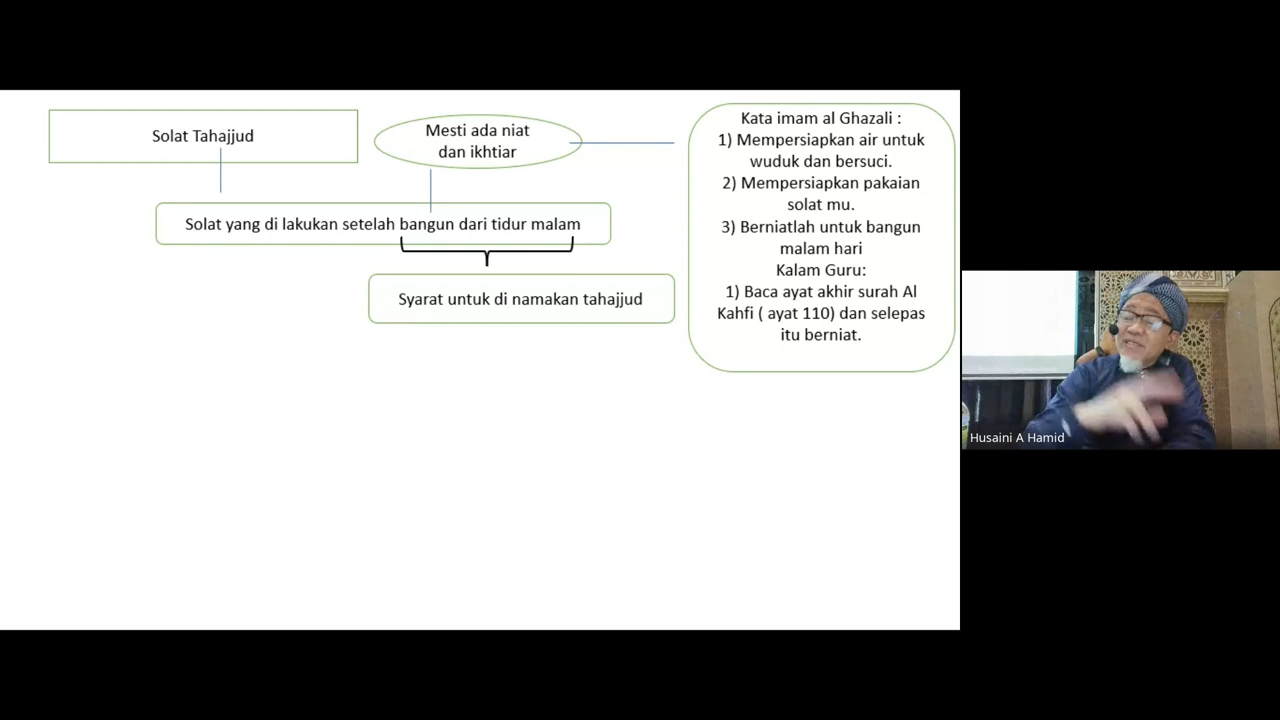 Solat Tahajjud
Mesti ada niat
dan ikhtiar
Solat yang di lakukan setelah bangun dari tidur malam
Syarat untuk di namakan tahajjud
Kata imam al Ghazali :
1) Mempersiapkan air untuk
wuduk dan bersuci.
2) Mempersiapkan pakaian
solat mu.
3) Berniatlah untuk bangun
malam hari
Kalam Guru:
1) Baca ayat akhir surah Al
Kahfi ( ayat 110) dan selepas
itu berniat.
Husaini A Hamid